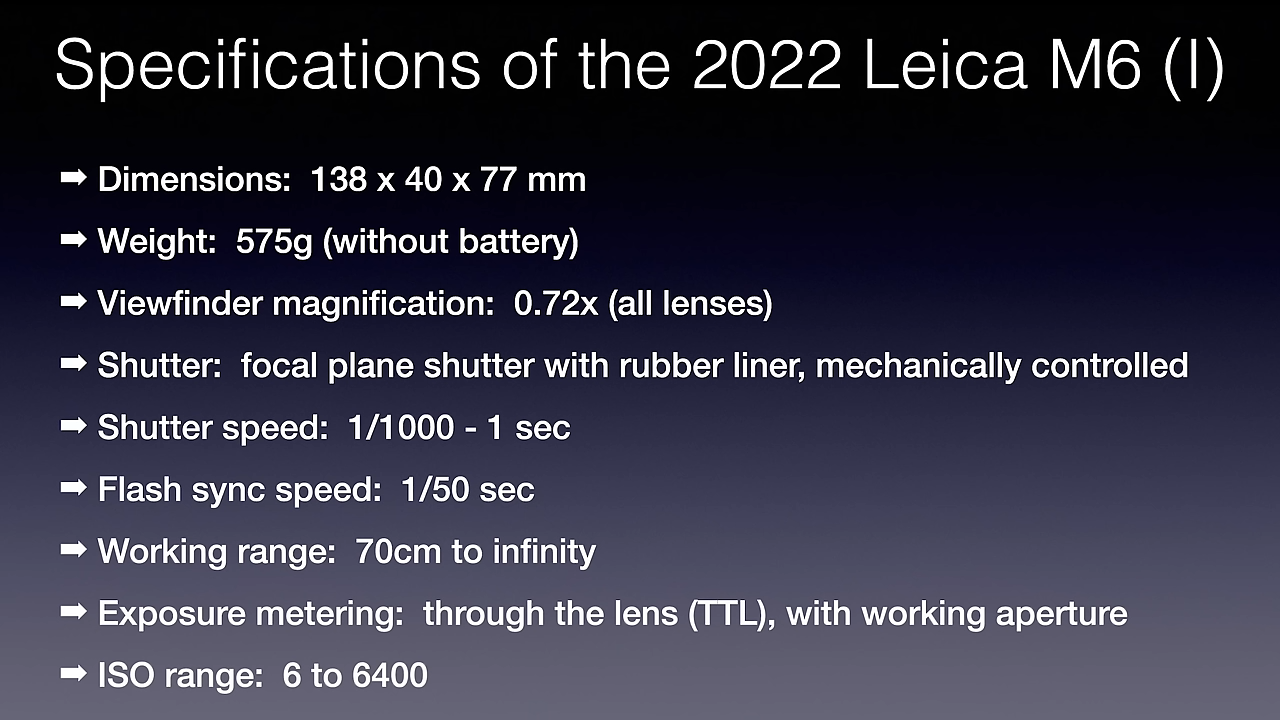 Specifications of the 2022 Leica M6 (I)
➡ Dimensions: 138 x 40 x 77 mm
➡ Weight: 575g (without battery)
➡ Viewfinder magnification: 0.72x (all lenses)
➡ Shutter: focal plane shutter with rubber liner, mechanically controlled
➡ Shutter speed: 1/1000 - 1 sec
➡ Flash sync speed: 1/50 sec
➡ Working range: 70cm to infinity
➡ Exposure metering: through the lens (TTL), with working aperture
➡ ISO range: 6 to 6400